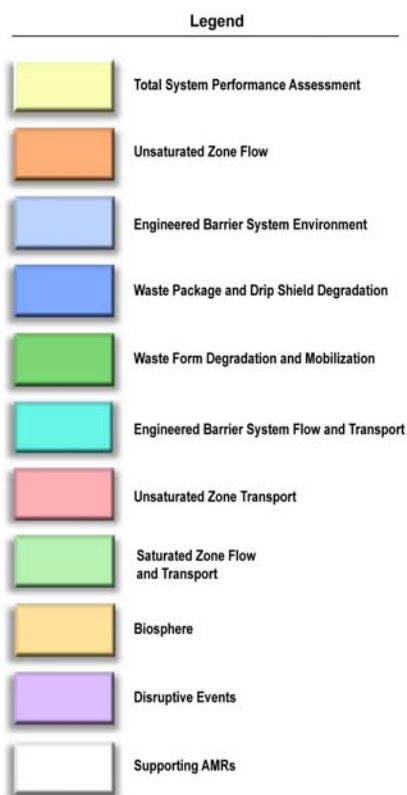 Legend
Total System Performance Assessment
Unsaturated Zone Flow
Engineered Barrier System Environment
Waste Package and Drip Shield Degradation
Waste Form Degradation and Mobilization
Engineered Barrier System Flow and Transport
Unsaturated Zone Transport
Saturated Zone Flow
and Transport
Biosphere
Disruptive Events
Supporting AMRs